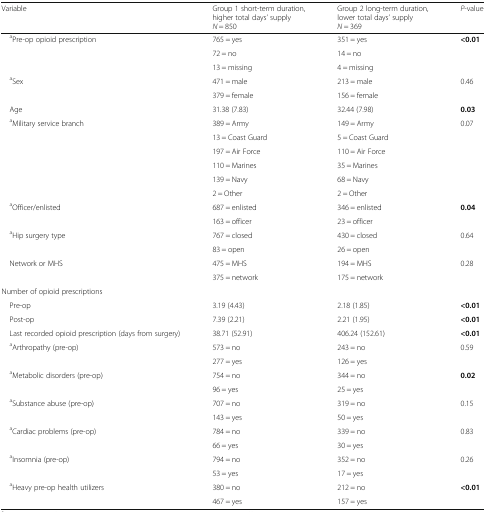 Variable Group 1 short-term duration, higher total days' supply N = 850 Group 2 long-term duration, lower total days' supply N = 369 P-value
aPre-op opioid prescription 765 = yes 351 = yes <0.01
72 = no 14 = no
13 = missing 4 = missing
aSex 471 = male 213 = male 0.46
379 = female 156 = female
Age 31.38 (7.83) 32.44 (7.98) 0.03
aMilitary service branch 389 = Army 149 = Army 0.07
13 = Coast Guard 5 = Coast Guard
197 = Air Force 110 = Air Force
110 = Marines 35 = Marines
139 = Navy 68 = Navy
2 = Other 2 = Other
aOfficer/enlisted 687 = enlisted 346 = enlisted 0.04
163 = officer 23 = officer
aHip surgery type 767 = closed 430 = closed 0.64
83 = open 26 = open
Network or MHS 475 = MHS 194 = MHS 0.28
375 = network 175 = network
Number of opioid prescriptions
Pre-op 3.19 (4.43) 2.18 (1.85) <0.01
Post-op 7.39 (2.21) 2.21 (1.95) <0.01
Last recorded opioid prescription (days from surgery) 38.71 (52.91) 406.24 (152.61) <0.01
aArthropathy (pre-op) 573 = no 243 = no 0.59
277 = yes 126 = yes
aMetabolic disorders (pre-op) 754 = no 344 = no 0.02
96 = yes 25 = yes
aSubstance abuse (pre-op) 707 = no 319 = no 0.15
143 = yes 50 = yes
aCardiac problems (pre-op) 784 = no 339 = no 0.83
66 = yes 30 = yes
aInsomnia (pre-op) 794 = no 352 = no 0.26
53 = yes 17 = yes
aHeavy pre-op health utilizers 380 = no 212 = no <0.01
467 = yes 157 = yes